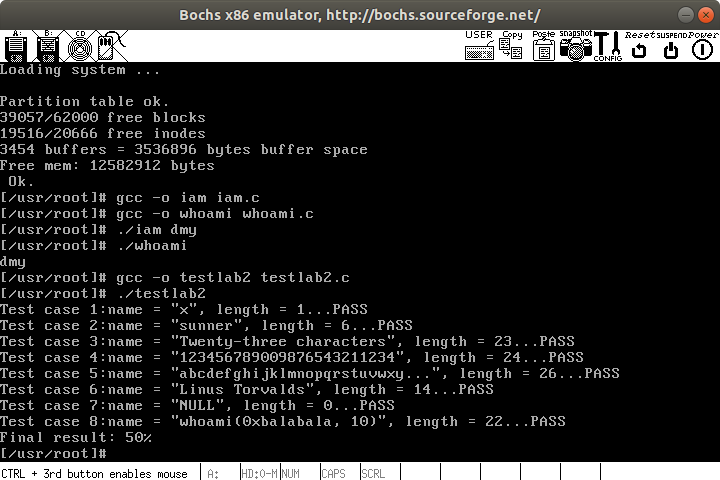 Bochs x86 emulator, http://bochs.sourceforge.net/
A: B: CD USER Copy Paste Snapshot CONFIG Reset SUSPEND Power
Loading system ...
Partition table ok.
39057/62000 free blocks
19516/20666 free inodes
3454 buffers = 3536896 bytes buffer space
Free mem: 12582912 bytes
Ok.
[/usr/root]# gcc -o iam iam.c
[/usr/root]# gcc -o whoami whoami.c
[/usr/root]# ./iam dmy
[/usr/root]# ./whoami
dmy
[/usr/root]# gcc -o testlab2 testlab2.c
[/usr/root]# ./testlab2
Test case 1:name = "x", length = 1...PASS
Test case 2:name = "sunner", length = 6...PASS
Test case 3:name = "Twenty-three characters", length = 23...PASS
Test case 4:name = "123456789009876543211234", length = 24...PASS
Test case 5:name = "abcdefghijklmnopqrstuvwxy...", length = 26...PASS
Test case 6:name = "Linus Torvalds", length = 14...PASS
Test case 7:name = "NULL", length = 0...PASS
Test case 8:name = "whoami(0xbalabala, 10)", length = 22...PASS
Final result: 50%
[/usr/root]#
CTRL + 3rd button enables mouse A: HD:0-M NUM CAPS SCRL